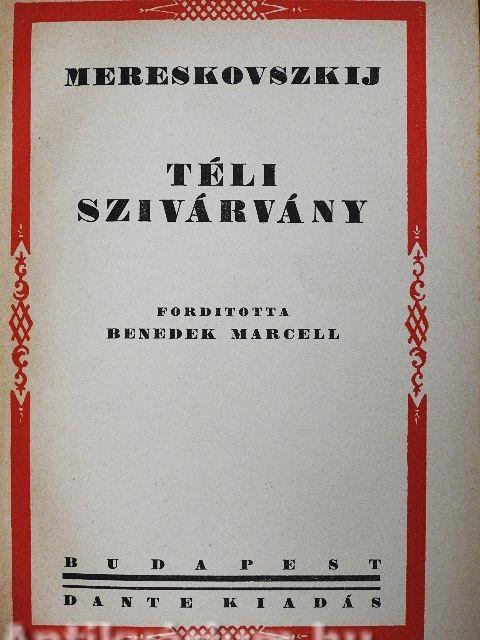 MERESKOVSZKIJ
TÉLI
SZIVÁRVÁNY
FORDITOTTA
BENEDEK MARCELL
BUDAPEST
DANTE KIADÁS